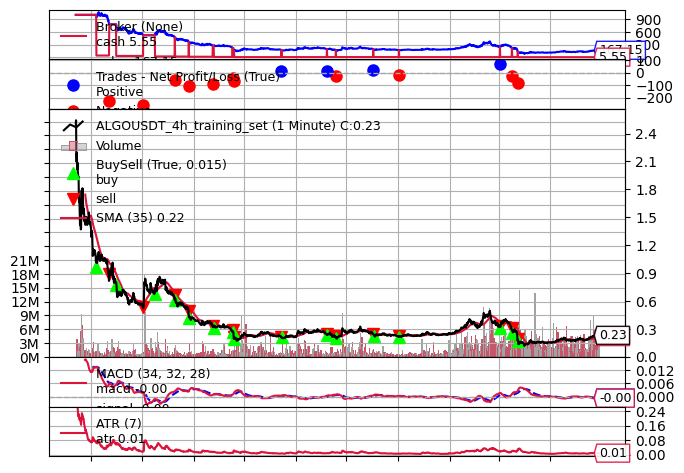 Broker (None)
cash 5.55
900
600
300
167.15
5.55
Trades - Net Profit/Loss (True)
Positive
Negative
100
0
−100
−200
ALGOUSDT_4h_training_set (1 Minute) C:0.23
Volume
BuySell (True, 0.015)
buy
sell
SMA (35) 0.22
2.4
2.1
1.8
1.5
1.2
0.9
0.6
0.3
0.0
0.23
21M
18M
15M
12M
9M
6M
3M
0M
MACD (34, 32, 28)
macd -0.00
signal -0.00
0.012
0.006
0.000
-0.00
ATR (7)
atr 0.01
0.24
0.16
0.08
0.00
0.01